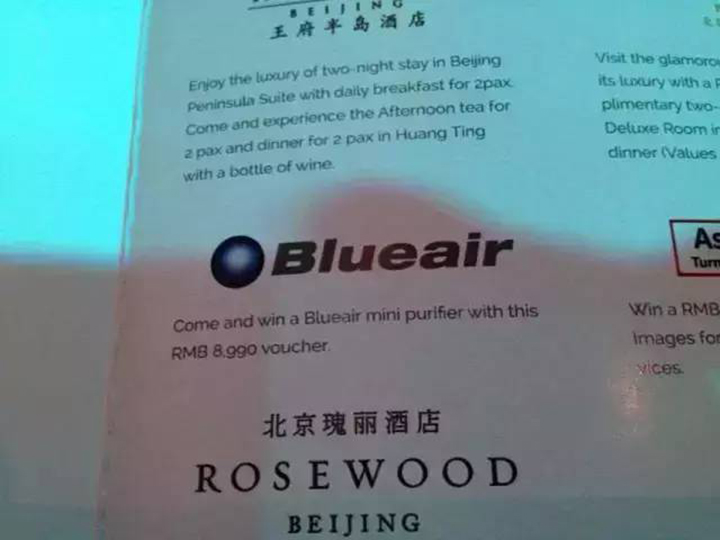 BEIJING
王府半岛酒店
Enjoy the luxury of two-night stay in Beijing
Peninsula Suite with daily breakfast for 2pax.
Come and experience the Afternoon tea for
2 pax and dinner for 2 pax in Huang Ting
with a bottle of wine.
Blueair
Come and win a Blueair mini purifier with this
RMB 8,990 voucher.
北京瑰丽酒店
ROSEWOOD
BEIJING
Visit the
its luxury with a
plimentary two-
Deluxe Room
dinner (Values
As
Turn
Win a RMB
images for
vices.